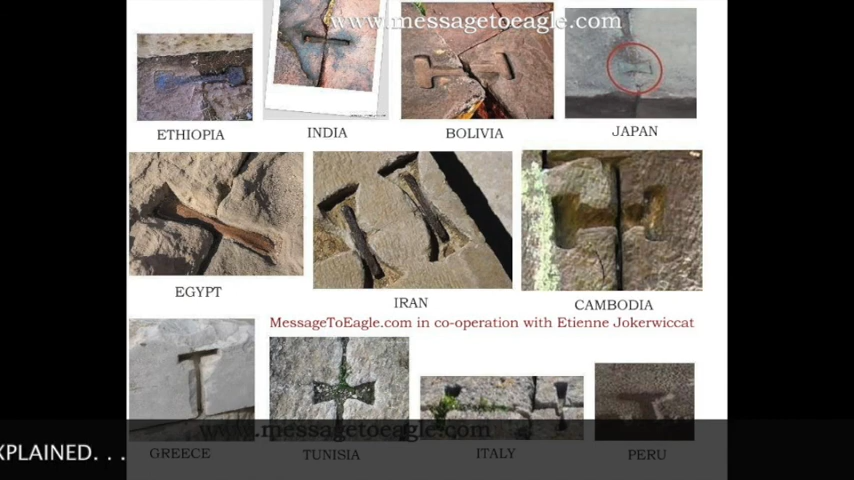 www.messagetoeagle.com
ETHIOPIA
INDIA
BOLIVIA
JAPAN
EGYPT
IRAN
CAMBODIA
MessageToEagle.com in co-operation with Etienne Jokerwiccat
www.messagetoeagle.com
XPLAINED. . .
GREECE
TUNISIA
ITALY
PERU